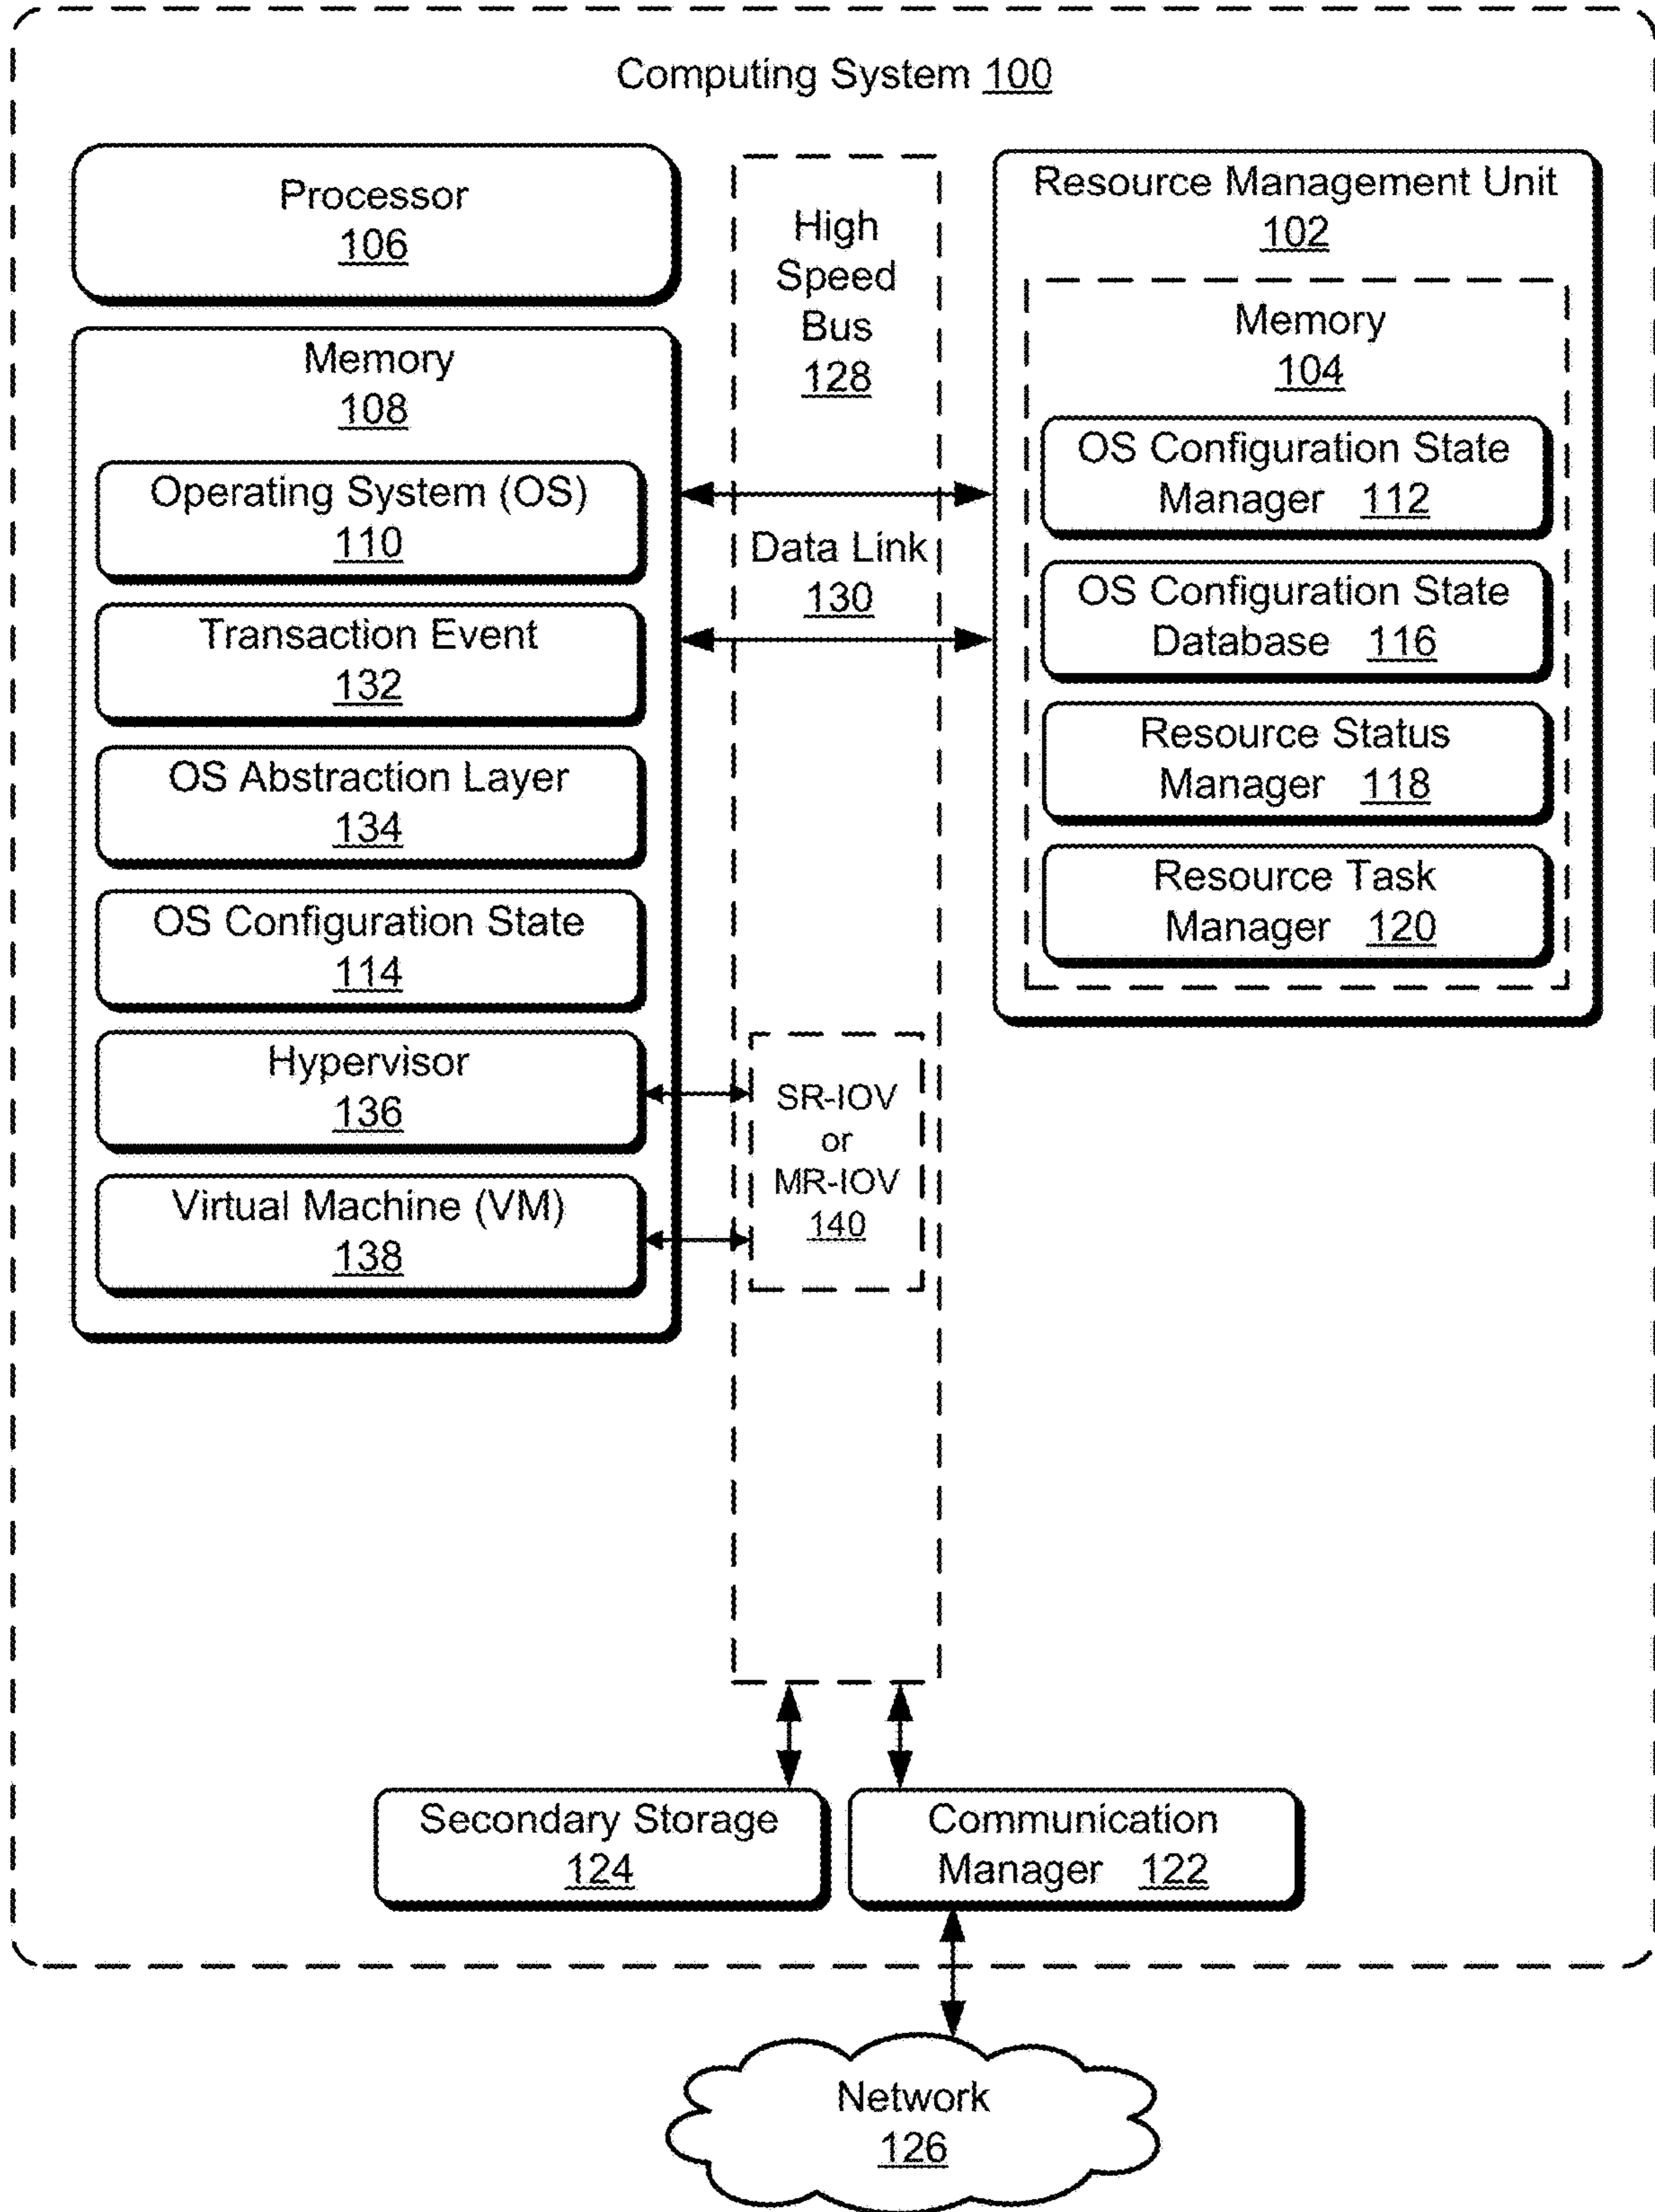 Computing System 100
Processor
106
Memory
108
Operating System (OS)
110
Transaction Event
132
OS Abstraction Layer
134
OS Configuration State
114
Hypervisor
136
Virtual Machine (VM)
138
High
Speed
Bus
128
Data Link
130
SR-IOV
or
MR-IOV
140
Resource Management Unit
102
Memory
104
OS Configuration State
Manager 112
OS Configuration State
Database 116
Resource Status
Manager 118
Resource Task
Manager 120
Secondary Storage
124
Communication
Manager 122
Network
126